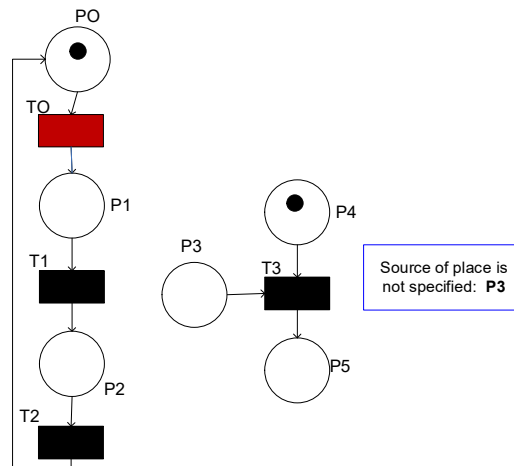 PO
TO
P1
T1
P2
T2
P3
P4
T3
P5
Source of place is
not specified: P3